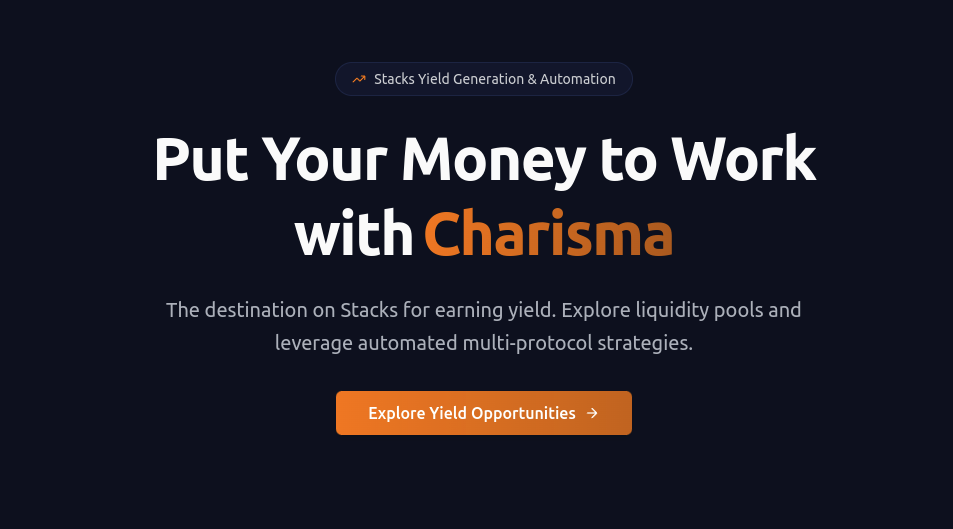 Stacks Yield Generation & Automation
Put Your Money to Work
with Charisma
The destination on Stacks for earning yield. Explore liquidity pools and
leverage automated multi-protocol strategies.
Explore Yield Opportunities